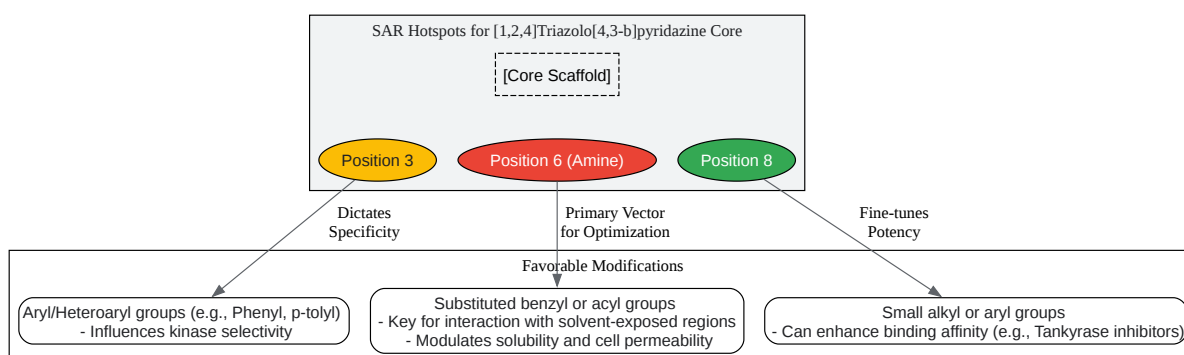 SAR Hotspots for [1,2,4]Triazolo[4,3-b]pyridazine Core
[Core Scaffold]
Position 3
Position 6 (Amine)
Position 8
Dictates
Specificity
Primary Vector
for Optimization
Fine-tunes
Potency
Favorable Modifications
Aryl/Heteroaryl groups (e.g., Phenyl, p-tolyl)
- Influences kinase selectivity
Substituted benzyl or acyl groups
- Key for interaction with solvent-exposed regions
- Modulates solubility and cell permeability
Small alkyl or aryl groups
- Can enhance binding affinity (e.g., Tankyrase inhibitors)